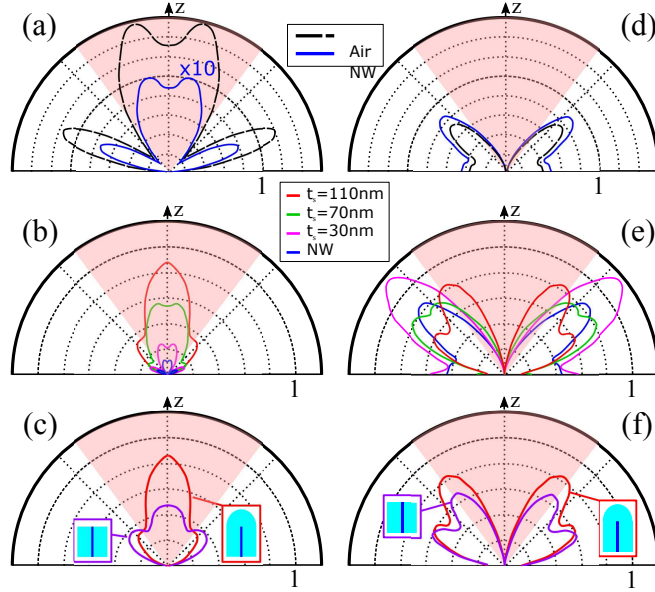 (a)
z
x10
1
Air
NW
(d)
z
1
(b)
z
1
t_s=110nm
t_s=70nm
t_s=30nm
NW
(e)
z
1
(c)
z
1
(f)
z
1